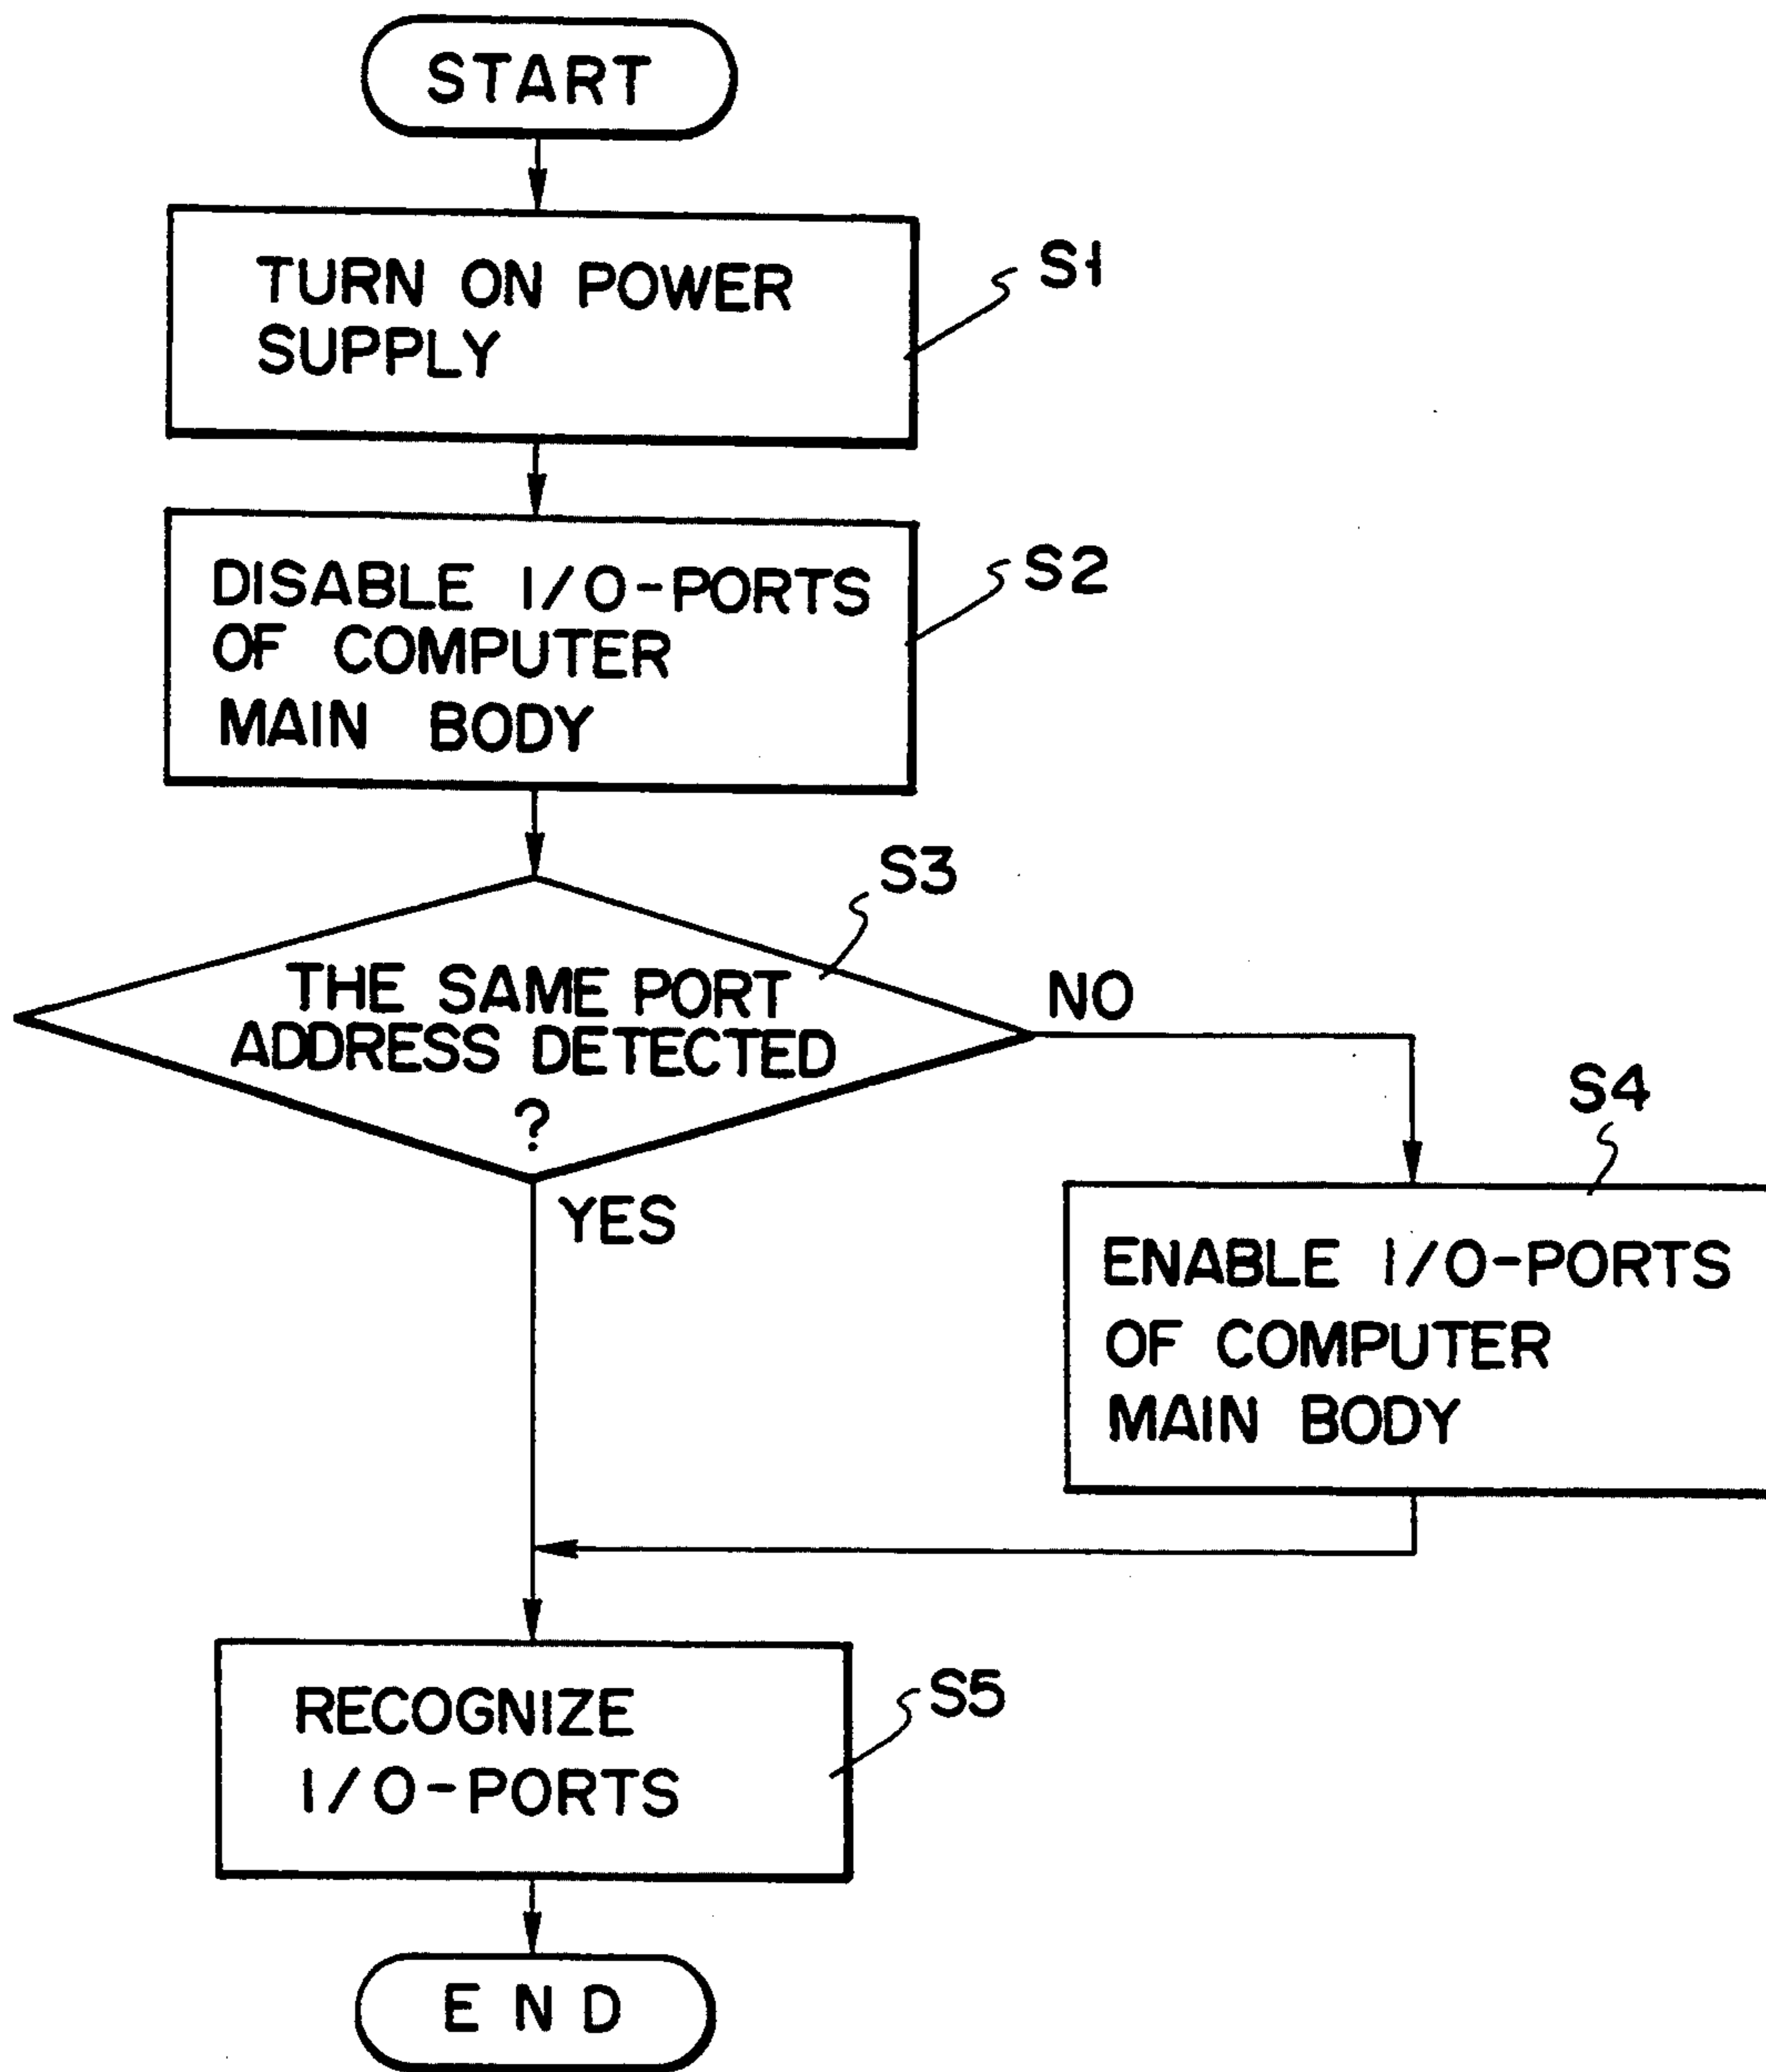 START
TURN ON POWER
SUPPLY
S1
DISABLE I/O-PORTS
OF COMPUTER
MAIN BODY
S2
S3
THE SAME PORT
ADDRESS DETECTED
?
NO
YES
S4
ENABLE I/O-PORTS
OF COMPUTER
MAIN BODY
RECOGNIZE
I/O-PORTS
S5
END